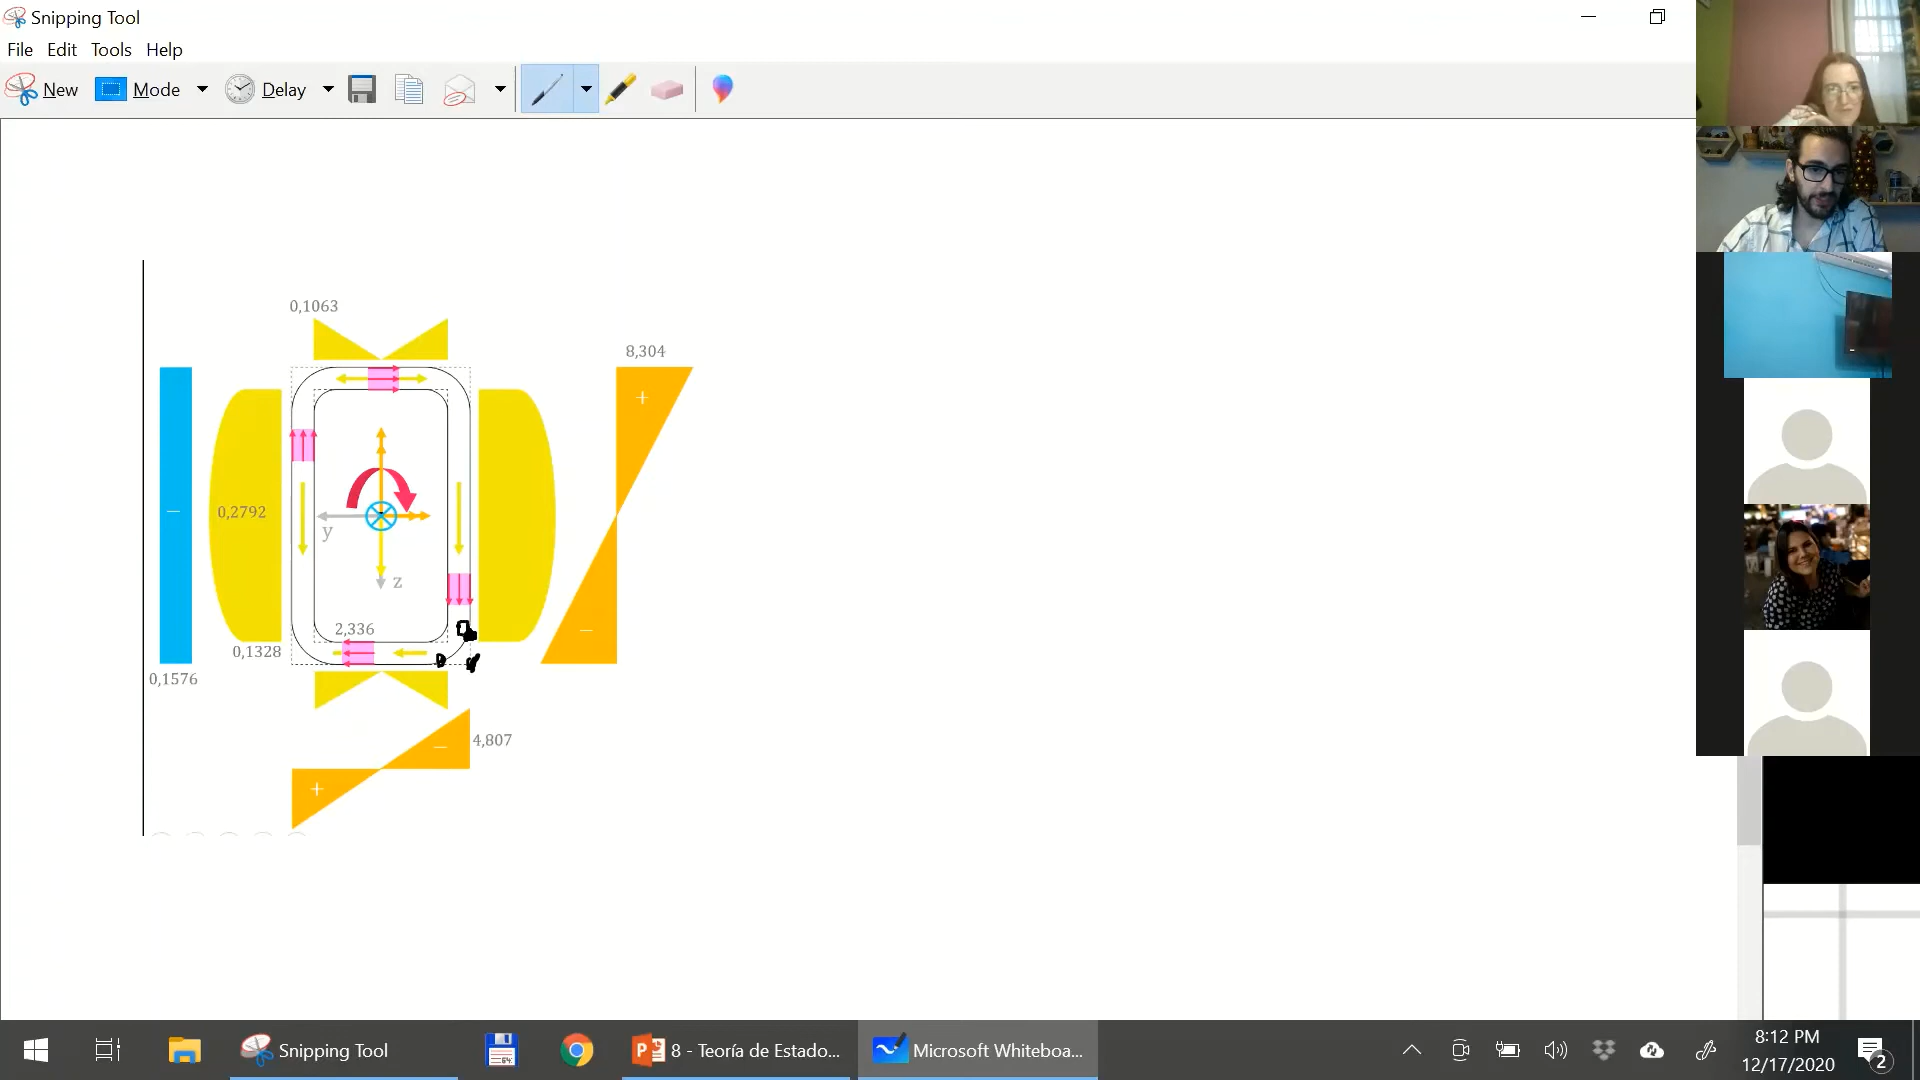 Snipping Tool
File Edit Tools Help
New Mode Delay
0,1063
8,304
+
−
0,2792
y
z
2,336
−
0,1328
0,1576
−
4,807
+
Snipping Tool
64
8 - Teoría de Estado...
Microsoft Whiteboa...
8:12 PM
12/17/2020
2